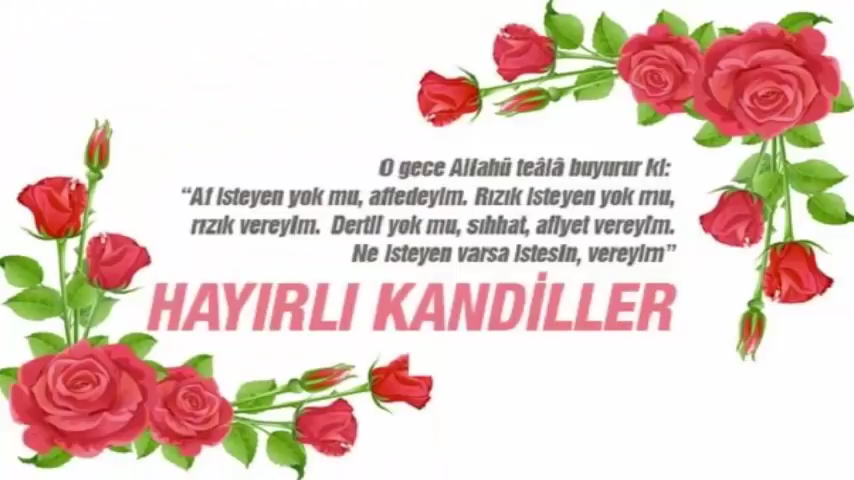 O gece Allahü teâlâ buyurur ki:
“Af isteyen yok mu, affedeyim. Rızık isteyen yok mu,
rızık vereyim. Dertli yok mu, sıhhat, afiyet vereyim.
Ne isteyen varsa istesin, vereyim”
HAYIRLI KANDİLLER